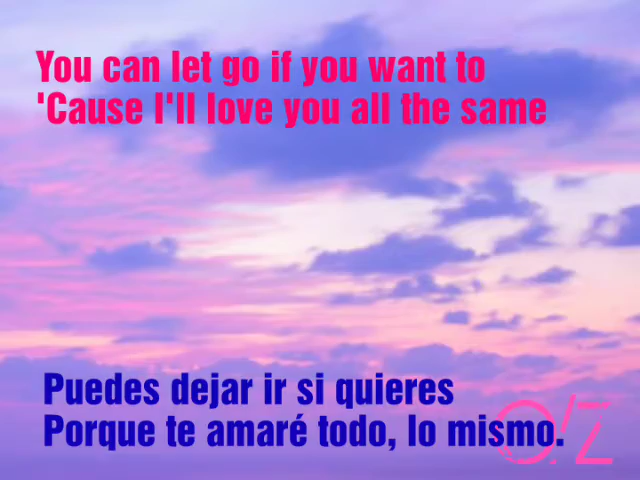 You can let go if you want to
'Cause I'll love you all the same
Puedes dejar ir si quieres
Porque te amaré todo, lo mismo.